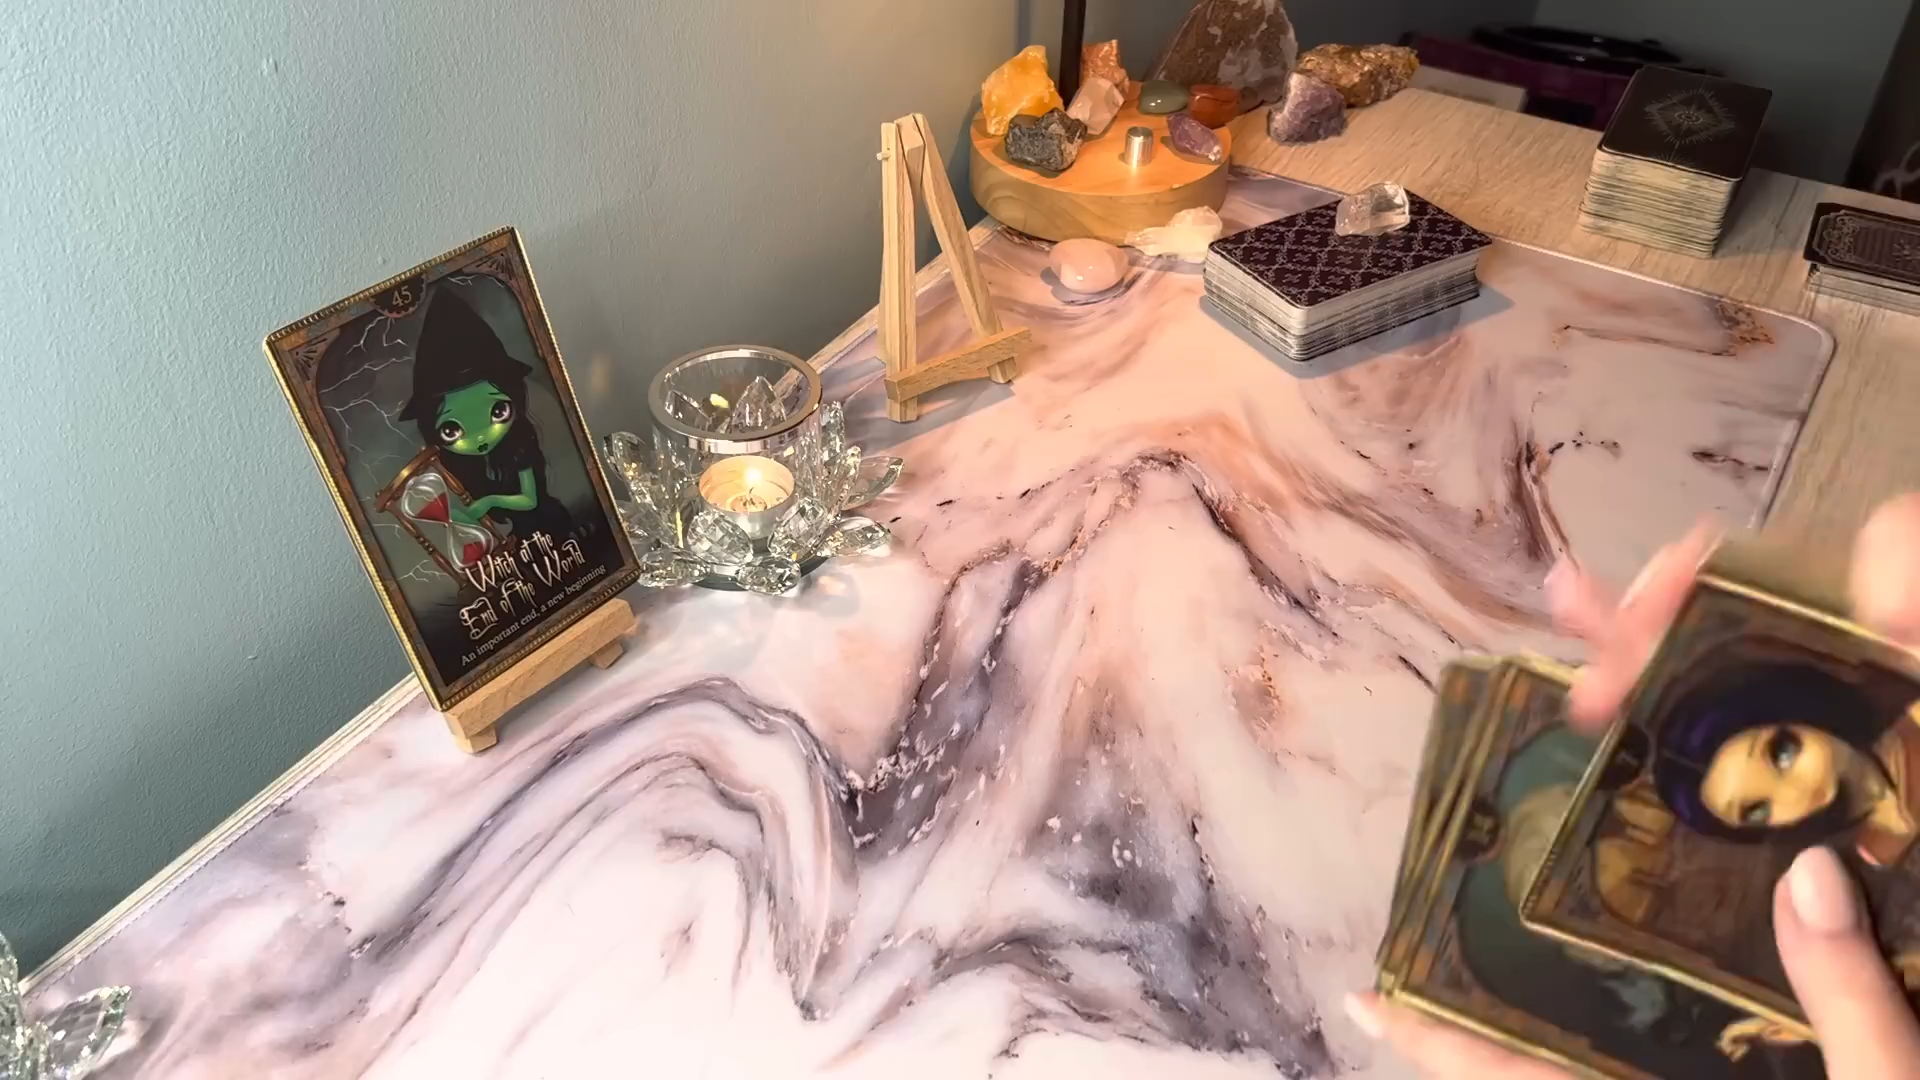 45
Witch at the
End of the World
An important end, a new beginning